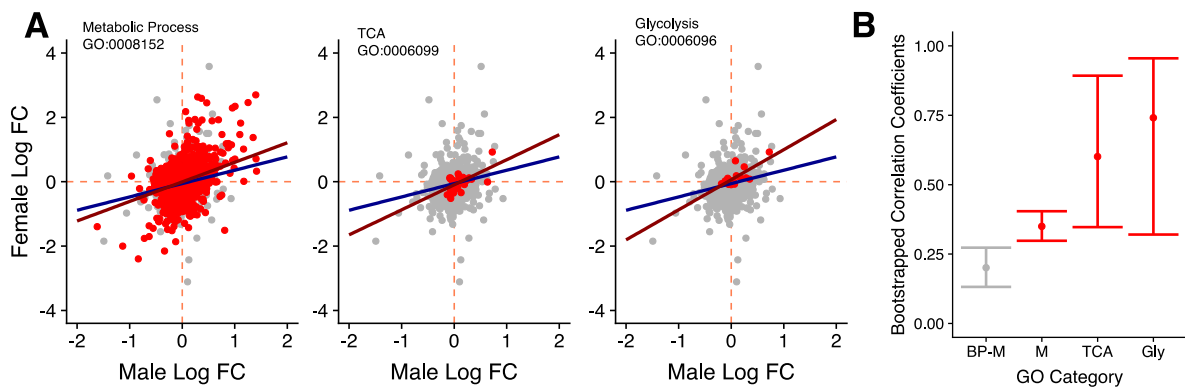 A
Metabolic Process
GO:0008152
4
2
0
-2
-4
-2
-1
0
1
2
Female Log FC
Male Log FC
TCA
GO:0006099
4
2
0
-2
-4
-2
-1
0
1
2
Male Log FC
Glycolysis
GO:0006096
4
2
0
-2
-4
-2
-1
0
1
2
Male Log FC
B
Bootstrapped Correlation Coefficients
1.00
0.75
0.50
0.25
0.00
BP-M
M
TCA
Gly
GO Category